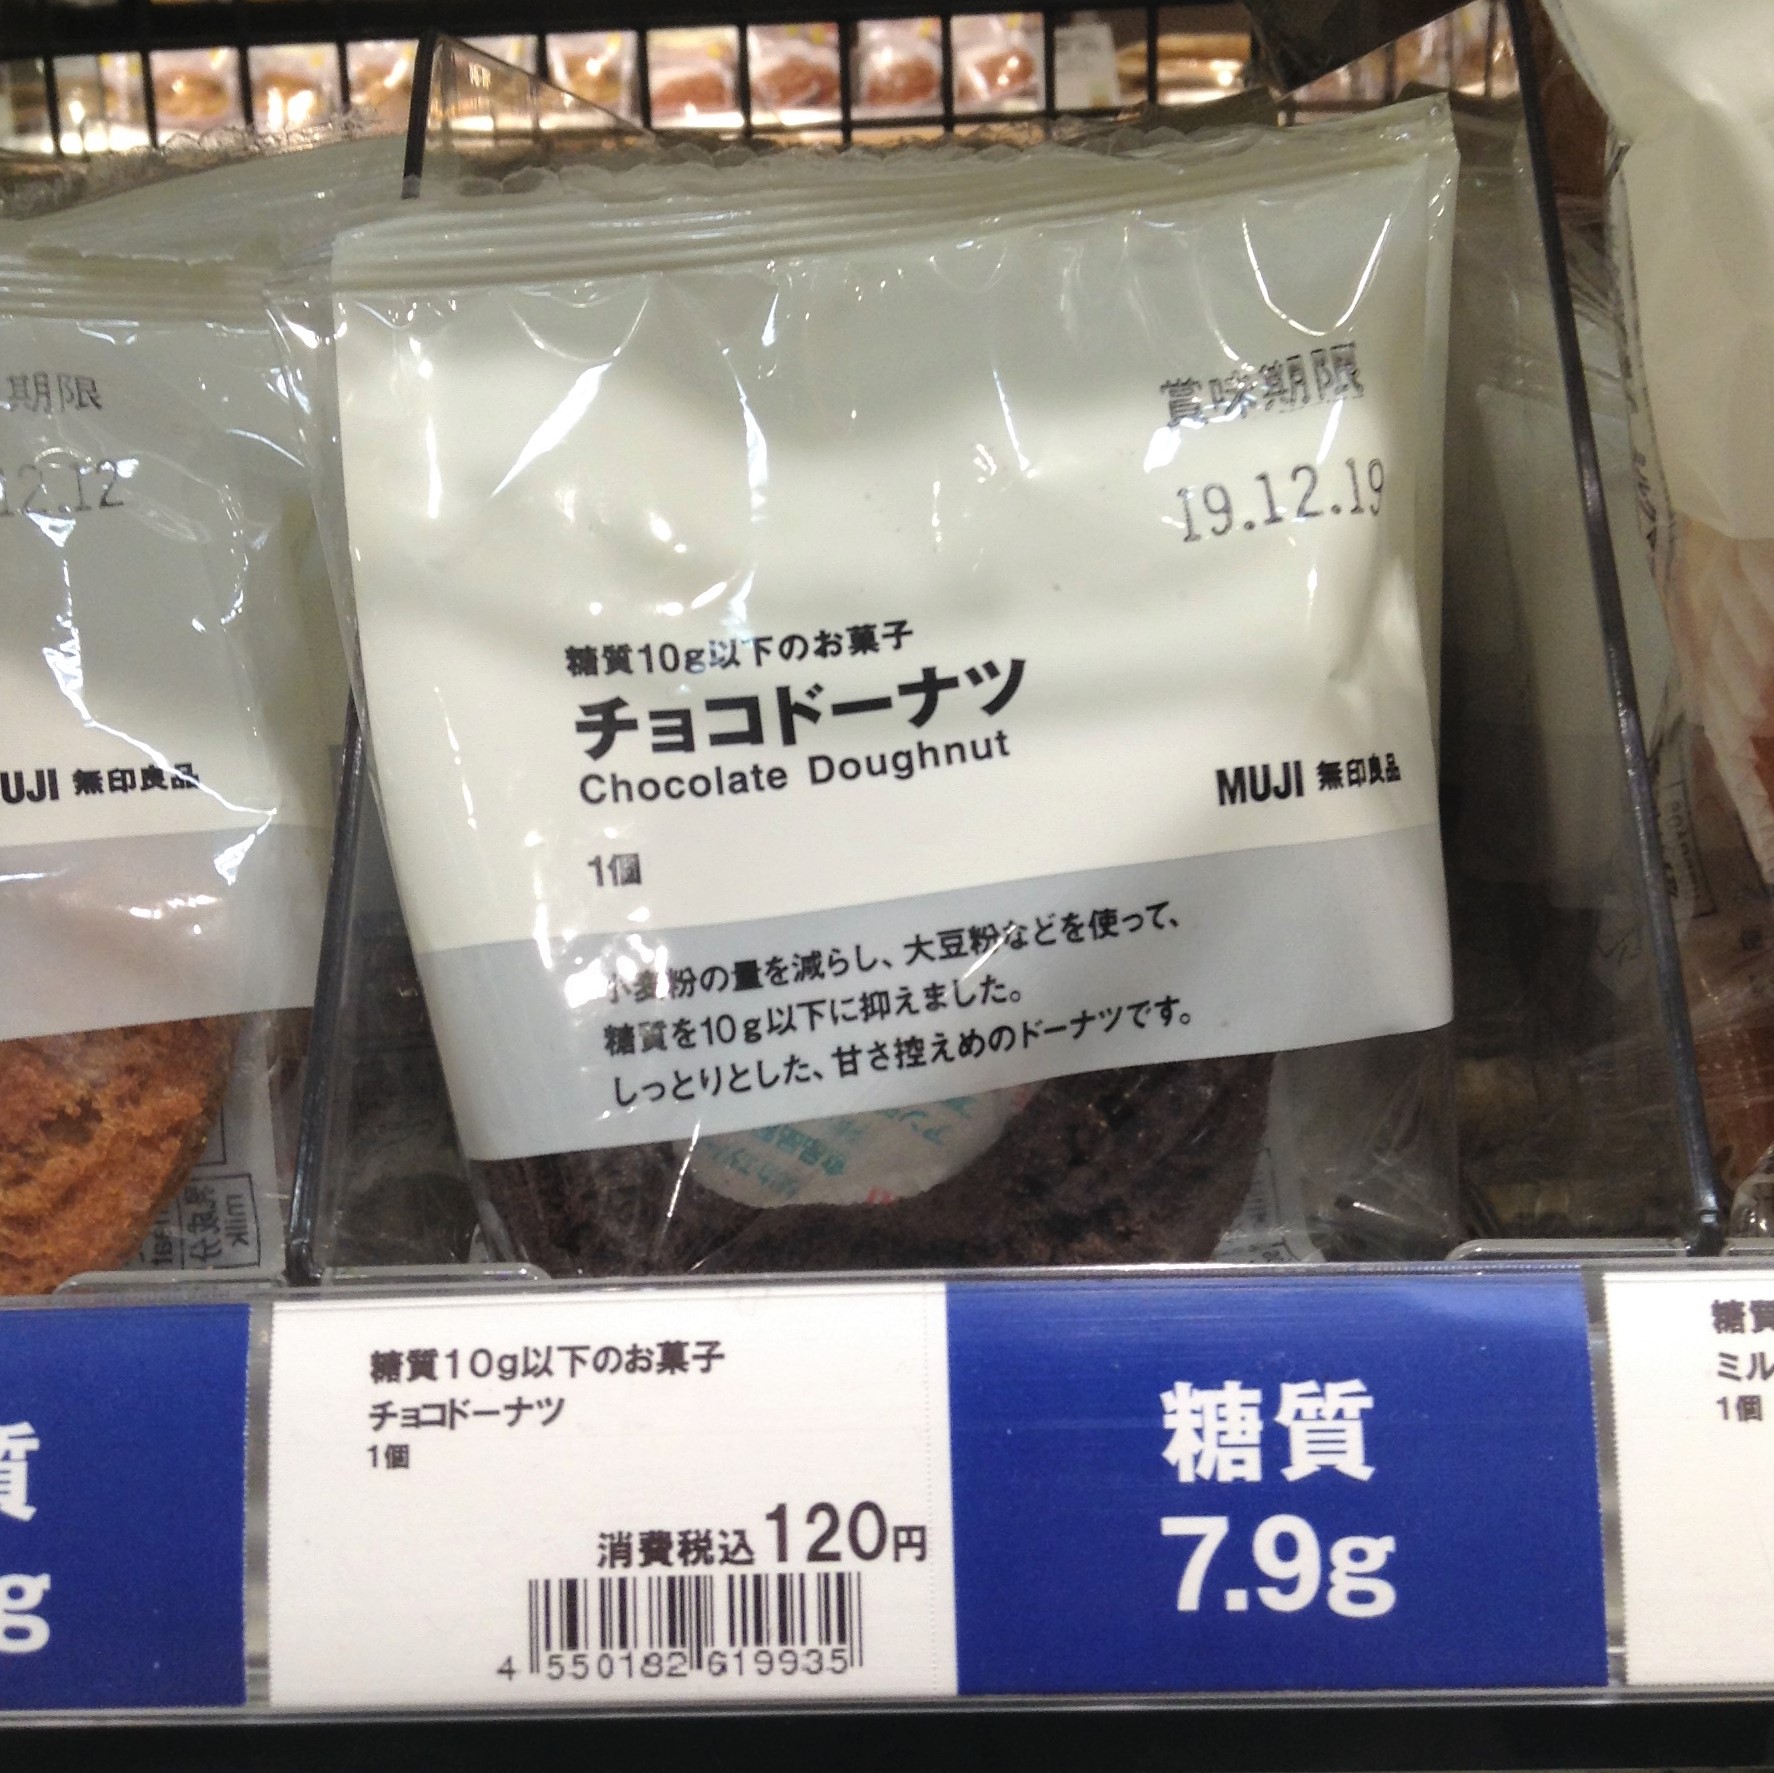 期限
12.12
UJI 無印良品
賞味期限
19.12.19
糖質10g以下のお菓子
チョコドーナツ
Chocolate Doughnut
MUJI 無印良品
1個
小麦粉の量を減らし、大豆粉などを使って、
糖質を10g以下に抑えました。
しっとりとした、甘さ控えめのドーナツです。
質
g
糖質10g以下のお菓子
チョコドーナツ
1個
消費税込120円
4 550182 619935
糖質
7.9g
糖質
ミル
1個